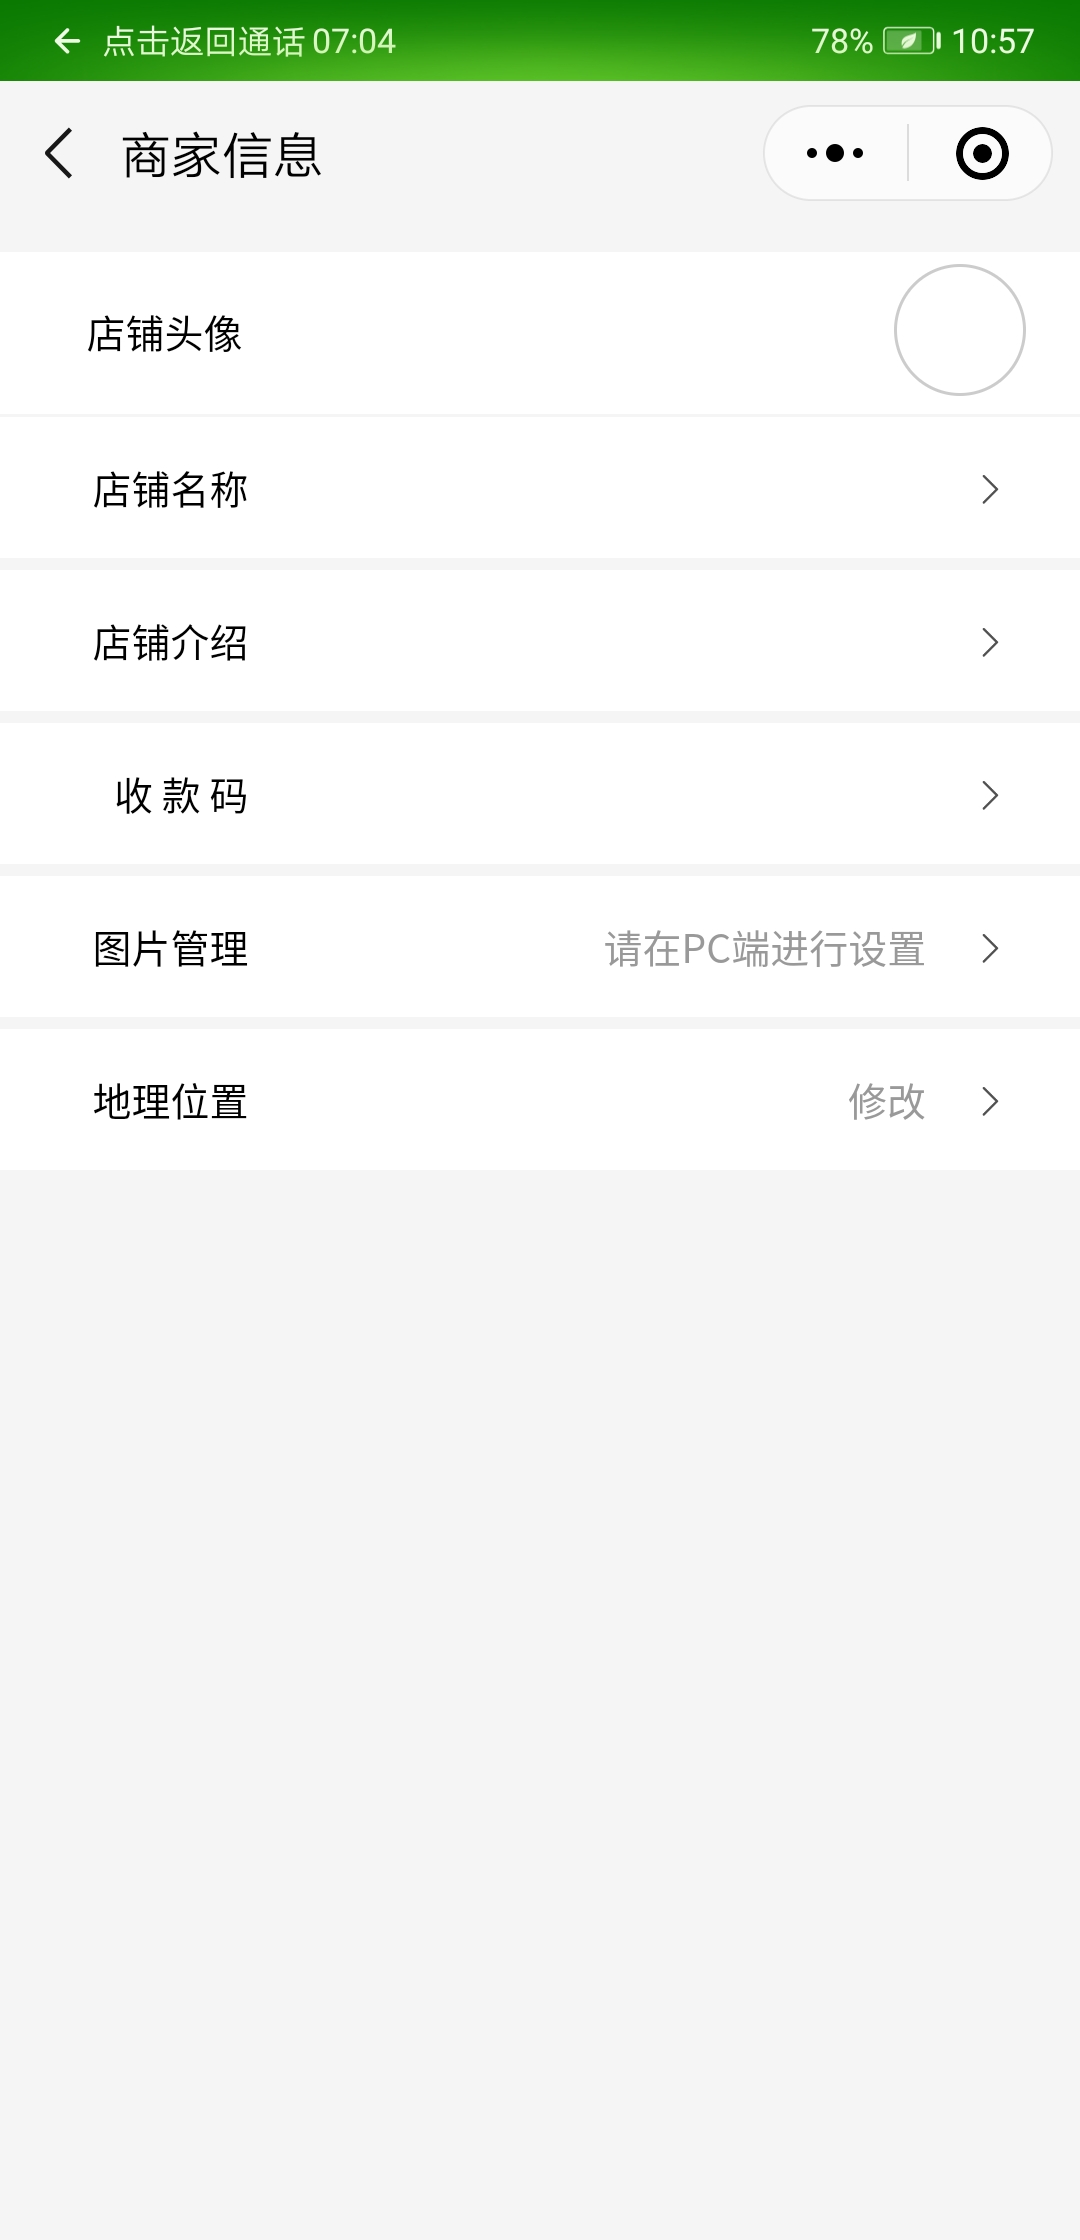 点击返回通话 07:04 78% 10:57
商家信息
店铺头像
店铺名称
店铺介绍
收 款 码
图片管理 请在PC端进行设置
地理位置 修改